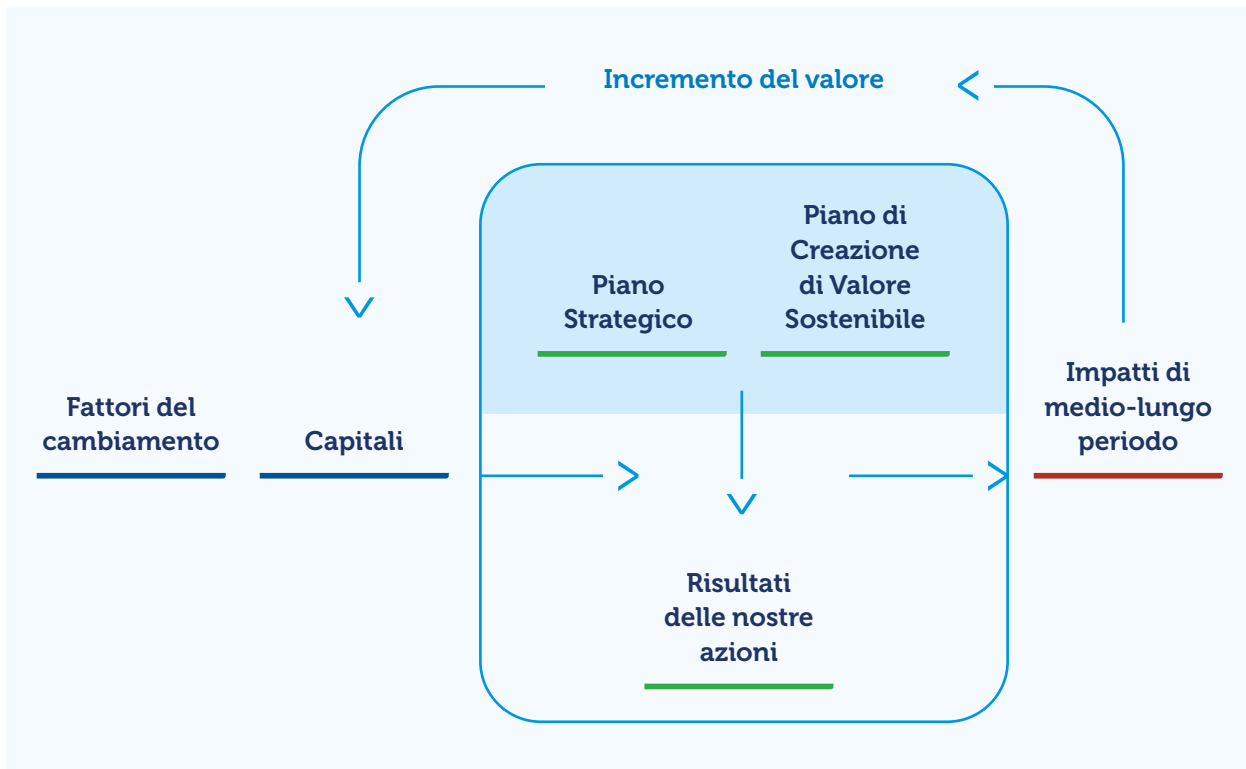 Incremento del valore
Fattori del
cambiamento
Capitali
Piano
Strategico
Piano di
Creazione
di Valore
Sostenibile
Risultati
delle nostre
azioni
Impatti di
medio-lungo
periodo